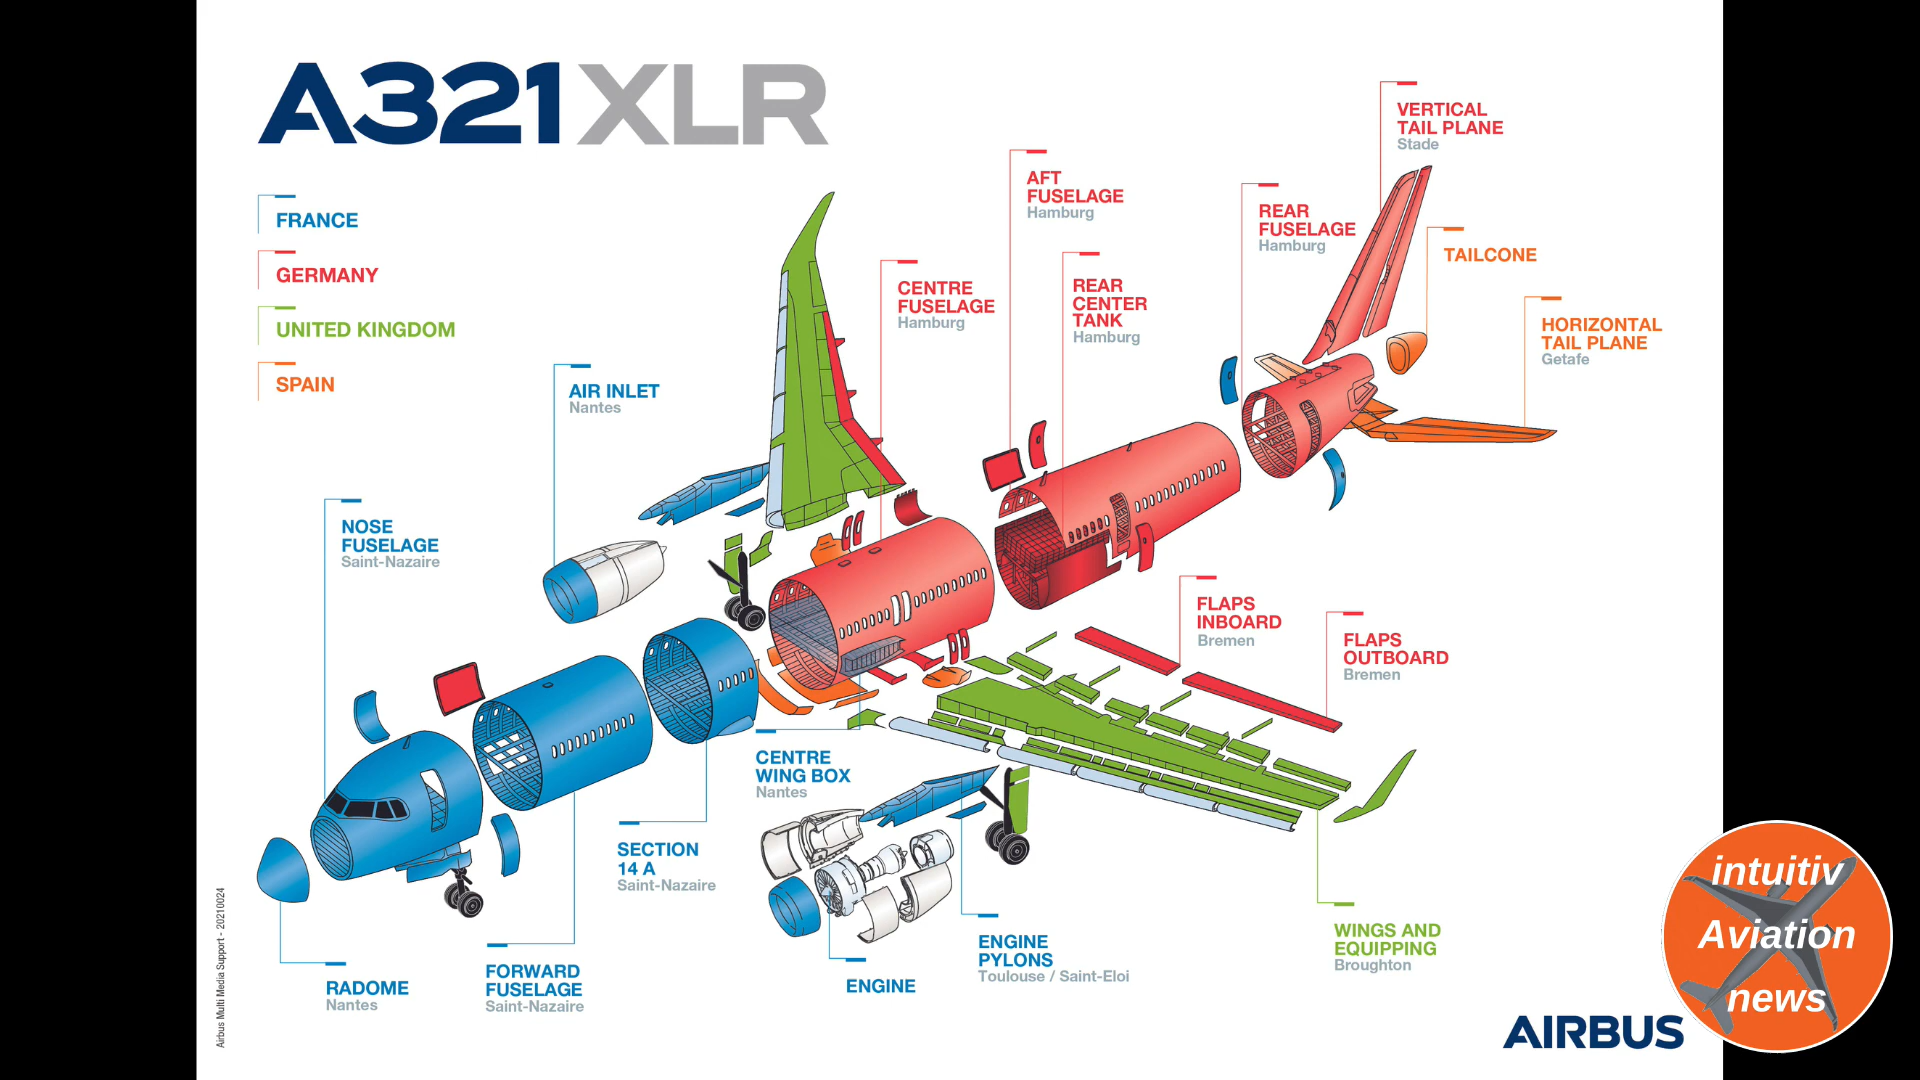 A321XLR
FRANCE
GERMANY
UNITED KINGDOM
SPAIN
VERTICAL
TAIL PLANE
Stade
AFT
FUSELAGE
Hamburg
REAR
FUSELAGE
Hamburg
TAILCONE
CENTRE
FUSELAGE
Hamburg
REAR
CENTER
TANK
Hamburg
HORIZONTAL
TAIL PLANE
Getafe
AIR INLET
Nantes
NOSE
FUSELAGE
Saint-Nazaire
FLAPS
INBOARD
Bremen
FLAPS
OUTBOARD
Bremen
CENTRE
WING BOX
Nantes
SECTION
14 A
Saint-Nazaire
WINGS AND
EQUIPPING
Broughton
ENGINE
PYLONS
Toulouse / Saint-Eloi
ENGINE
FORWARD
FUSELAGE
Saint-Nazaire
RADOME
Nantes
Airbus Multi Media Support - 20210024
AIRBUS
intuitiv
Aviation
news